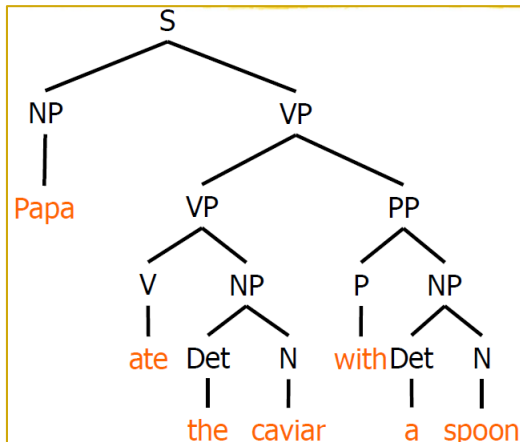 S
NP VP
Papa VP PP
V NP P NP
ate Det N with Det N
the caviar a spoon